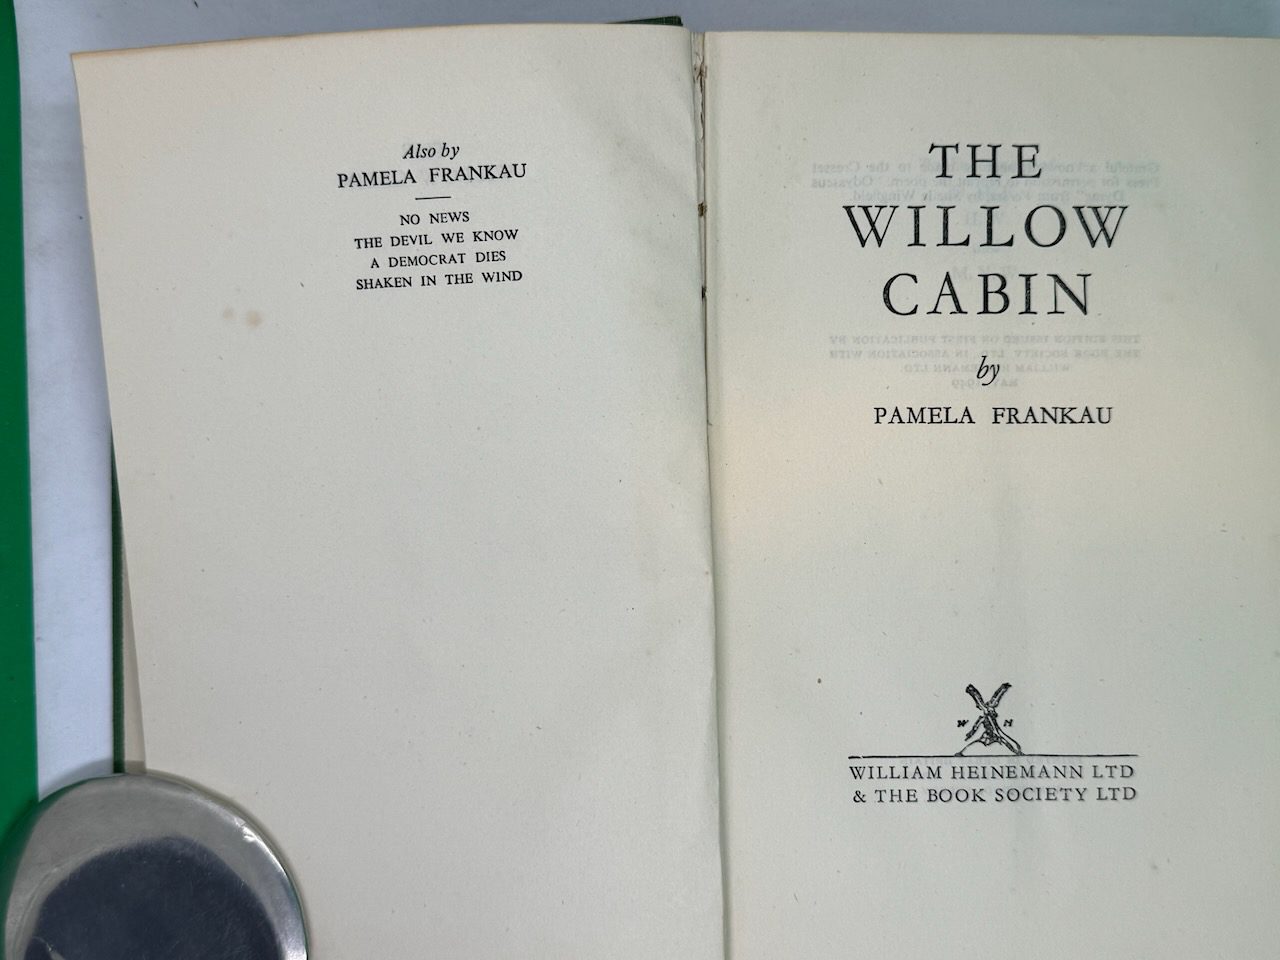 Also by
PAMELA FRANKAU
NO NEWS
THE DEVIL WE KNOW
A DEMOCRAT DIES
SHAKEN IN THE WIND
THE
WILLOW
CABIN
by
PAMELA FRANKAU
W H
WILLIAM HEINEMANN LTD
& THE BOOK SOCIETY LTD